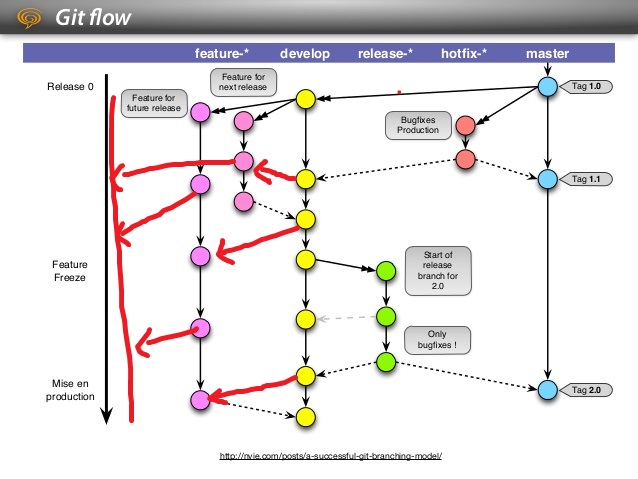 Git flow
feature-* develop release-* hotfix-* master
Release 0
Feature for
future release
Feature for
next release
Bugfixes
Production
Tag 1.0
Tag 1.1
Feature
Freeze
Start of
release
branch for
2.0
Only
bugfixes !
Mise en
production
Tag 2.0
http://nvie.com/posts/a-successful-git-branching-model/